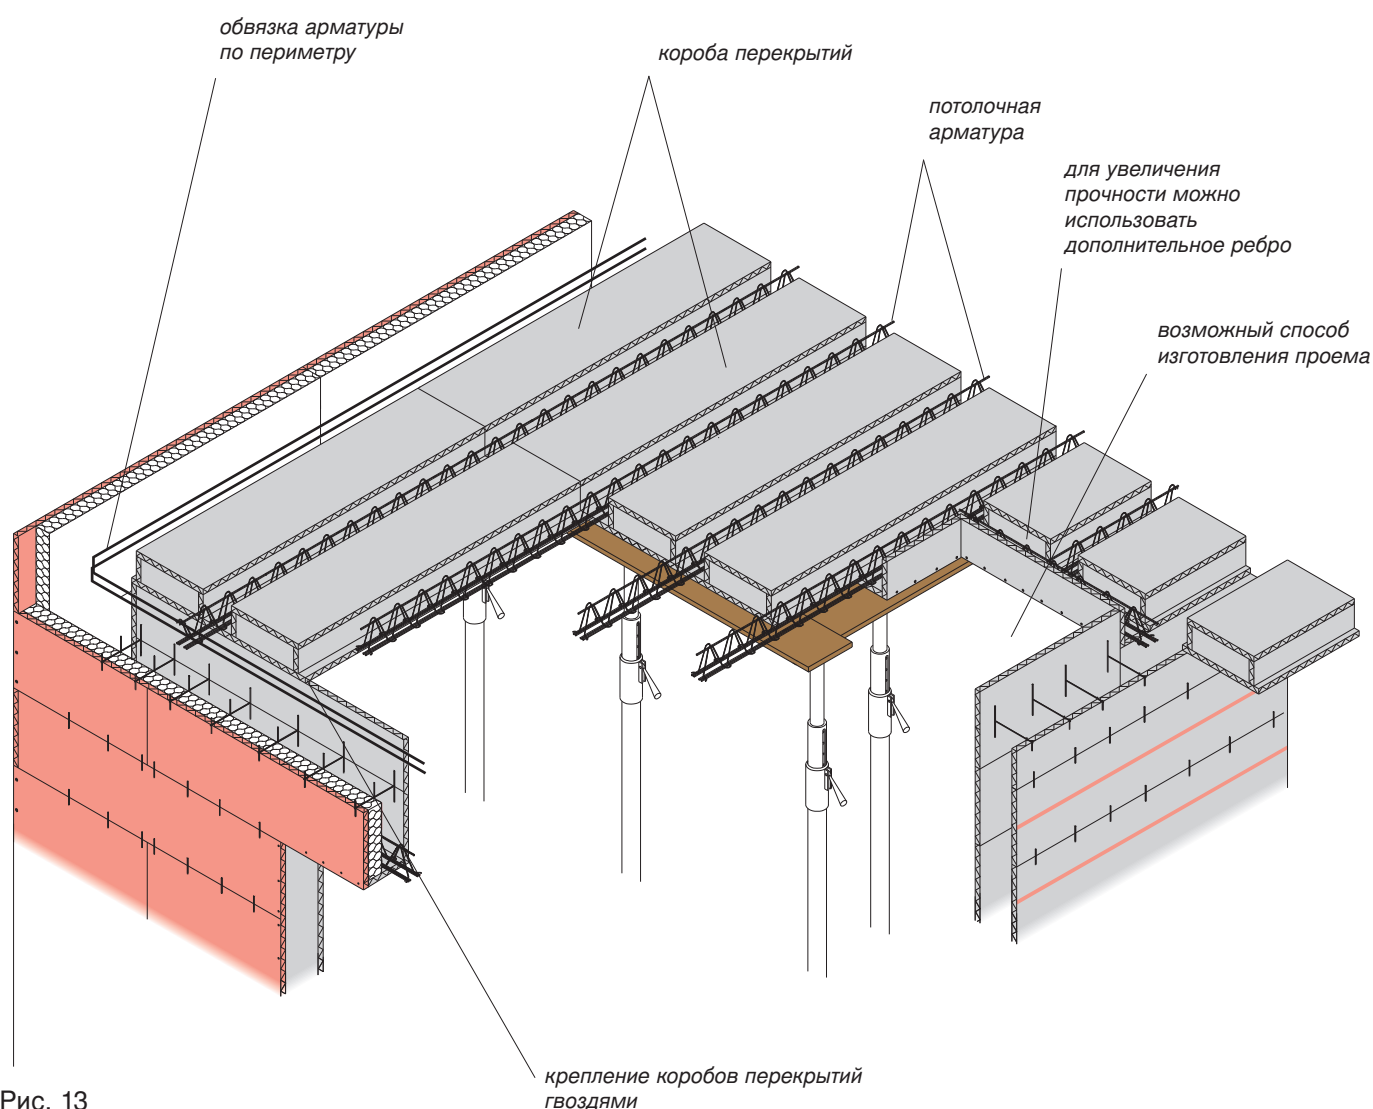 обвязка арматуры
по периметру
короба перекрытий
потолочная
арматура
для увеличения
прочности можно
использовать
дополнительное ребро
возможный способ
изготовления проема
крепление коробов перекрытий
гвоздями
Рис. 13